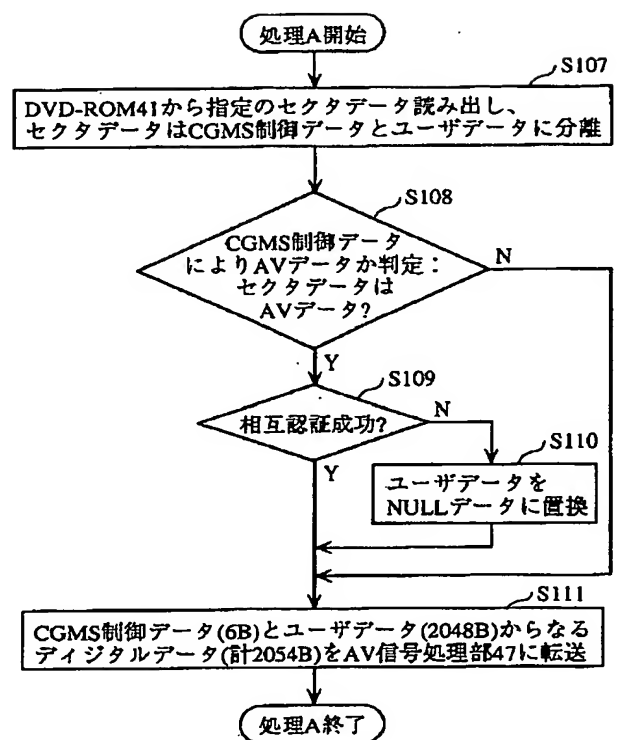 処理A開始
S107
DVD-ROM41から指定のセクタデータ読み出し、
セクタデータはCGMS制御データとユーザデータに分離
S108
CGMS制御データ
によりAVデータか判定：
セクタデータは
AVデータ?
N
Y
S109
相互認証成功?
N
Y
S110
ユーザデータを
NULLデータに置換
S111
CGMS制御データ(6B)とユーザデータ(2048B)からなる
ディジタルデータ(計2054B)をAV信号処理部47に転送
処理A終了